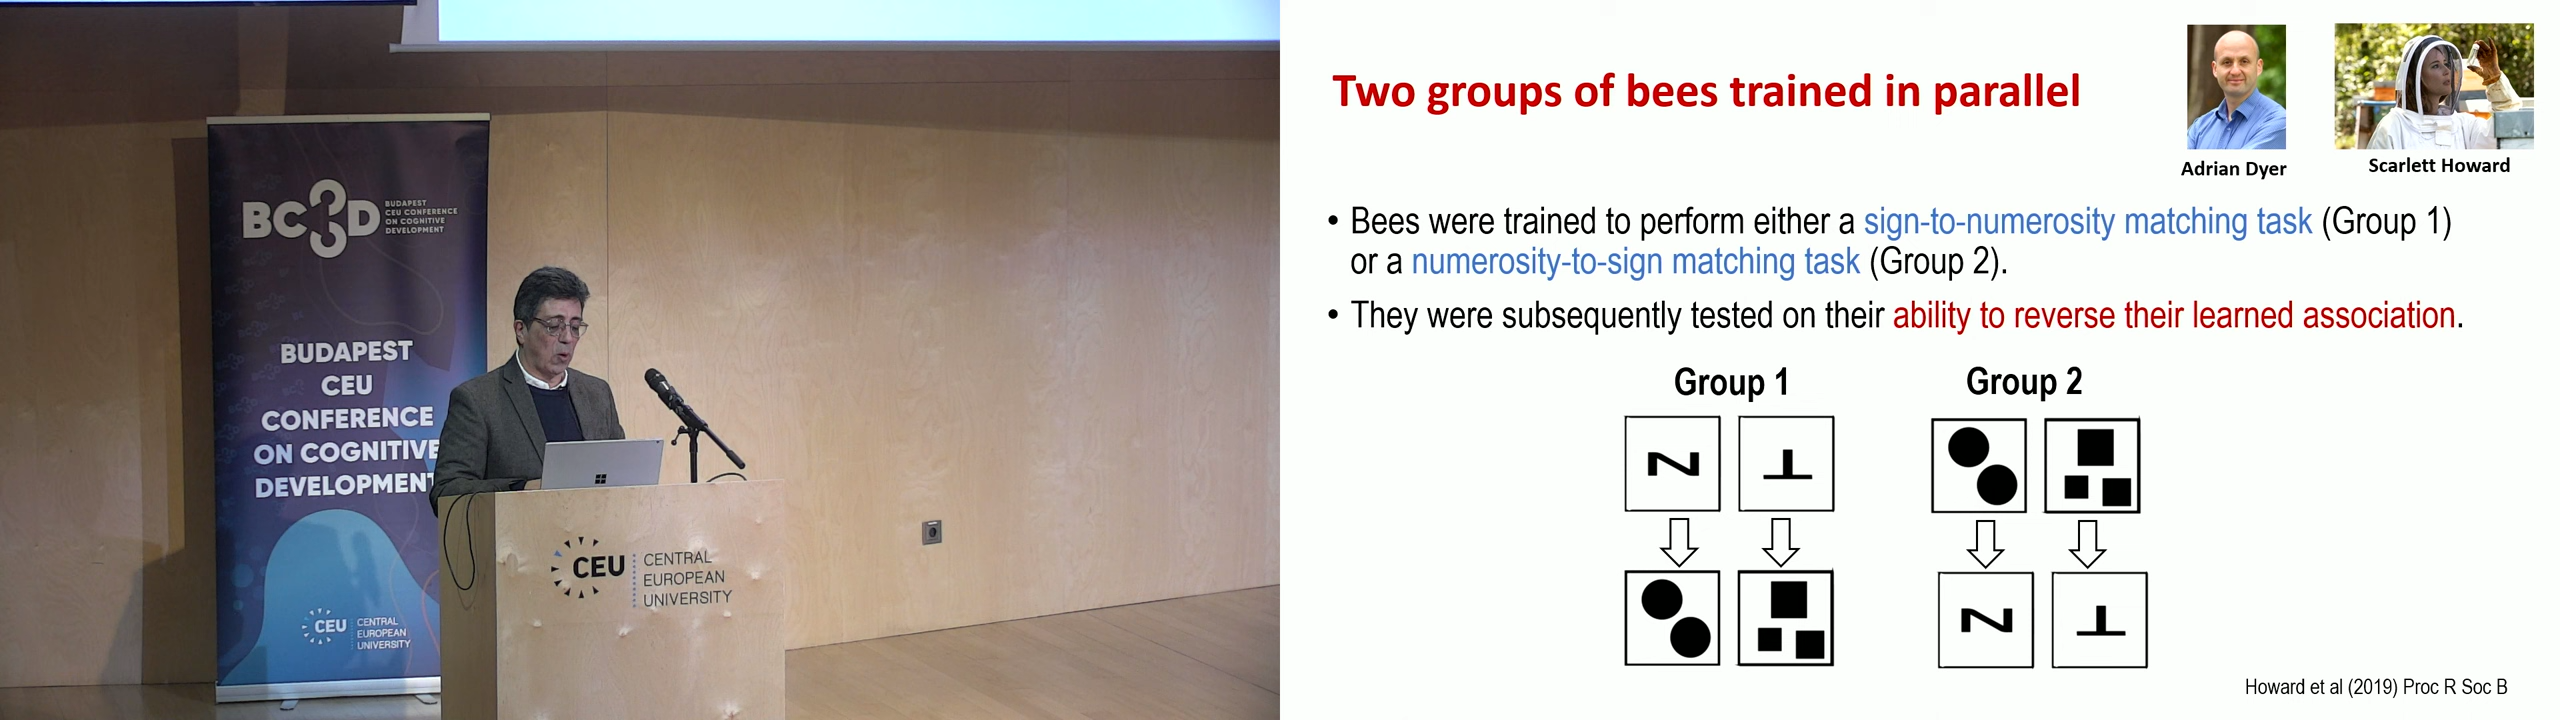 BC3D
BUDAPEST
CEU CONFERENCE
ON COGNITIVE
DEVELOPMENT
BUDAPEST
CEU
CONFERENCE
ON COGNITIVE
DEVELOPMENT
CEU
CENTRAL
EUROPEAN
UNIVERSITY
CEU
CENTRAL
EUROPEAN
UNIVERSITY
Two groups of bees trained in parallel
Adrian Dyer
Scarlett Howard
• Bees were trained to perform either a sign-to-numerosity matching task (Group 1)
or a numerosity-to-sign matching task (Group 2).
• They were subsequently tested on their ability to reverse their learned association.
Group 1
Group 2
Howard et al (2019) Proc R Soc B